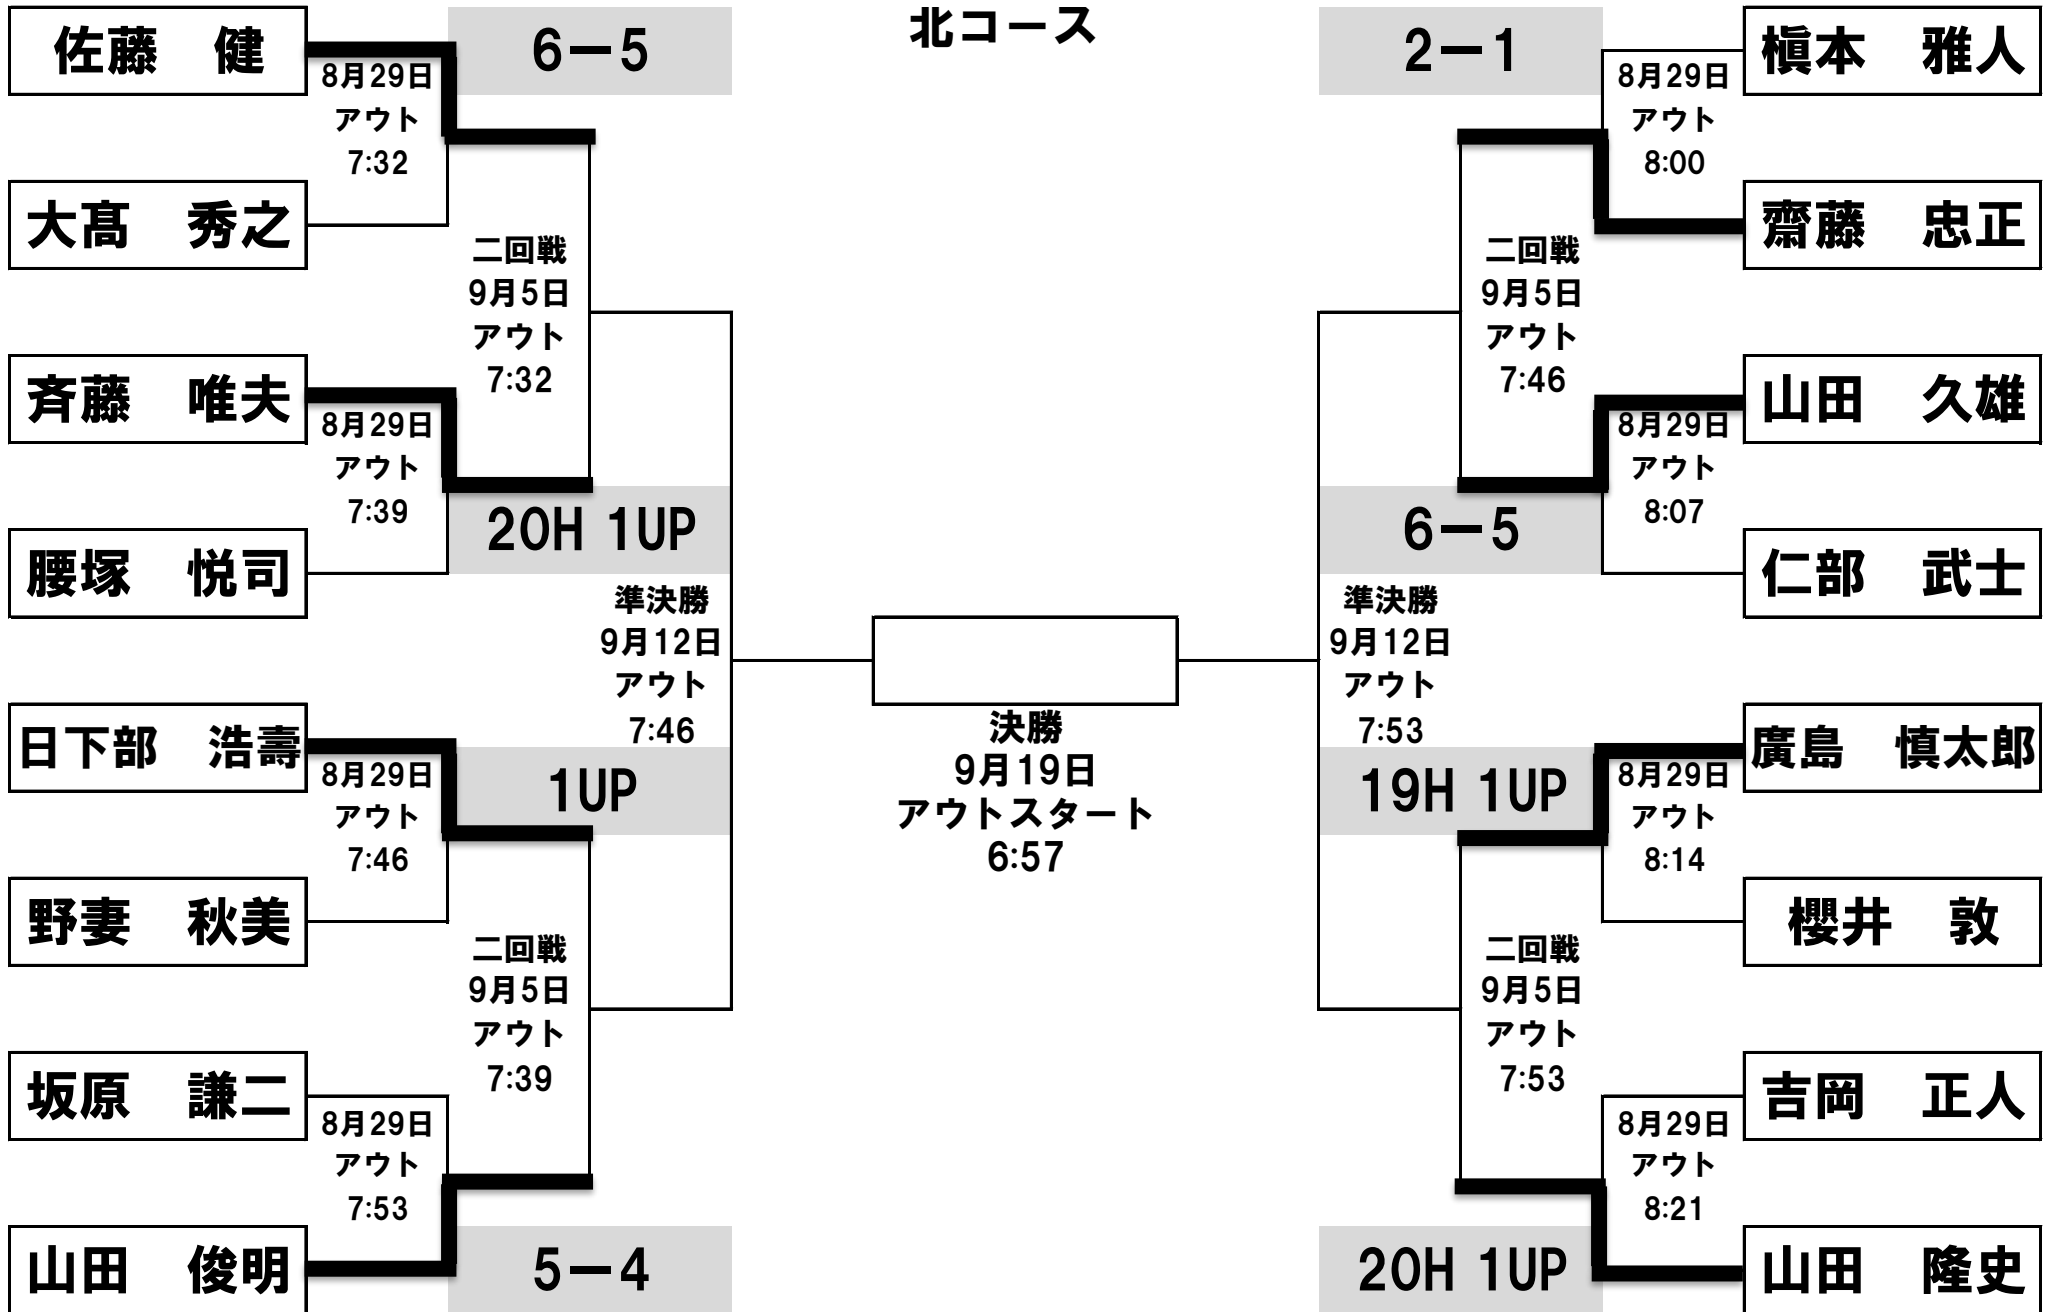 北コース
佐藤　健
6－5
8月29日
アウト
7:32
大髙　秀之
二回戦
9月5日
アウト
7:32
斉藤　唯夫
8月29日
アウト
7:39
20H 1UP
腰塚　悦司
準決勝
9月12日
アウト
7:46
日下部　浩壽
1UP
8月29日
アウト
7:46
野妻　秋美
二回戦
9月5日
アウト
7:39
坂原　謙二
8月29日
アウト
7:53
山田　俊明
5－4
決勝
9月19日
アウトスタート
6:57
2－1
槇本　雅人
8月29日
アウト
8:00
齋藤　忠正
二回戦
9月5日
アウト
7:46
山田　久雄
8月29日
アウト
8:07
6－5
仁部　武士
準決勝
9月12日
アウト
7:53
19H 1UP
廣島　慎太郎
8月29日
アウト
8:14
櫻井　敦
二回戦
9月5日
アウト
7:53
吉岡　正人
8月29日
アウト
8:21
20H 1UP
山田　隆史